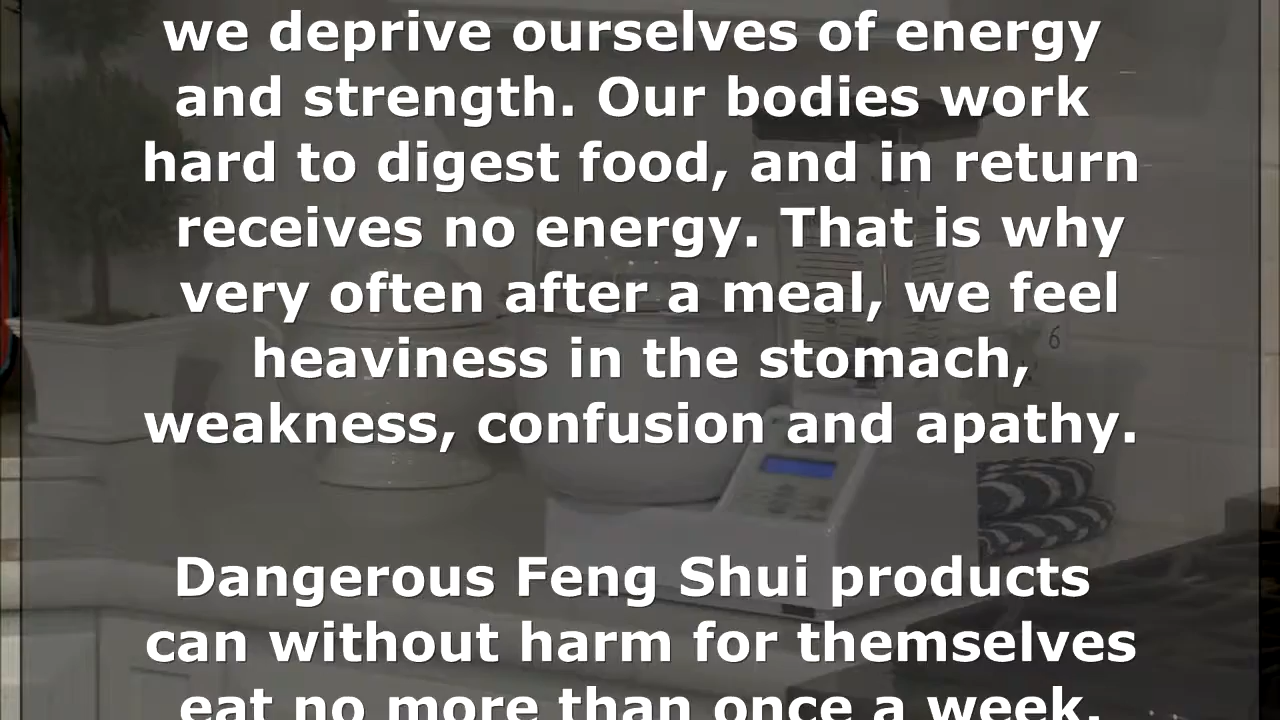 we deprive ourselves of energy
and strength. Our bodies work
hard to digest food, and in return
receives no energy. That is why
very often after a meal, we feel
heaviness in the stomach,
weakness, confusion and apathy.
Dangerous Feng Shui products
can without harm for themselves
eat no more than once a week.
6